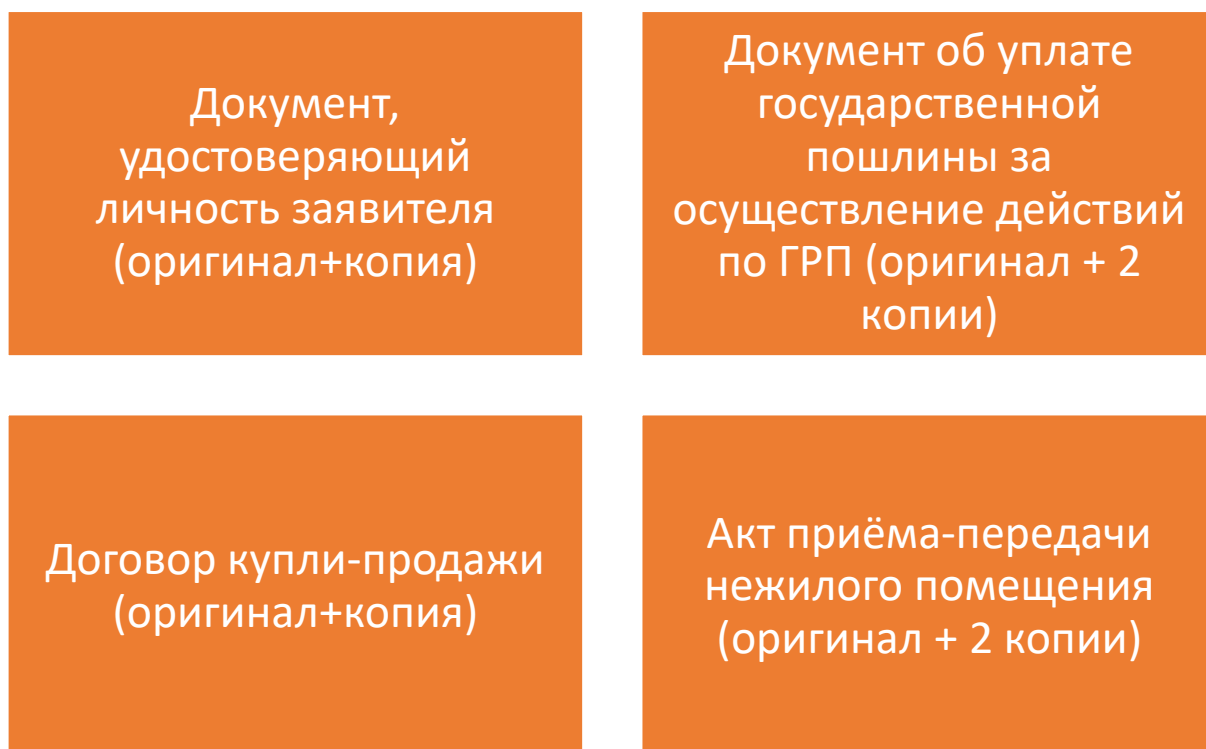 Документ,
удостоверяющий
личность заявителя
(оригинал+копия)
Документ об уплате
государственной
пошлины за
осуществление действий
по ГРП (оригинал + 2
копии)
Договор купли-продажи
(оригинал+копия)
Акт приёма-передачи
нежилого помещения
(оригинал + 2 копии)